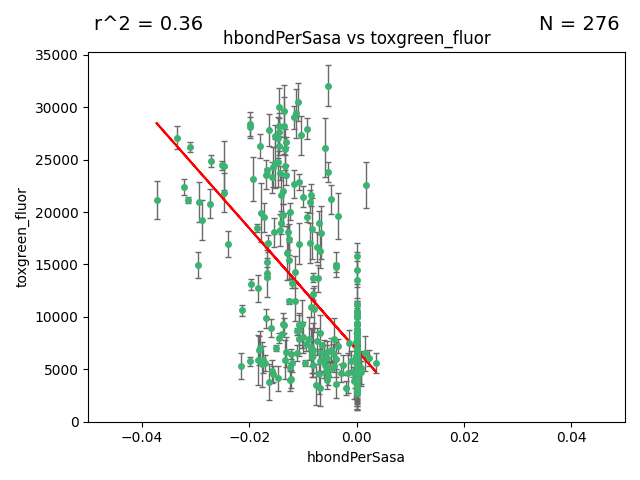 r^2 = 0.36
N = 276
hbondPerSasa vs toxgreen_fluor
toxgreen_fluor
35000
30000
25000
20000
15000
10000
5000
0
−0.04
−0.02
0.00
0.02
0.04
hbondPerSasa